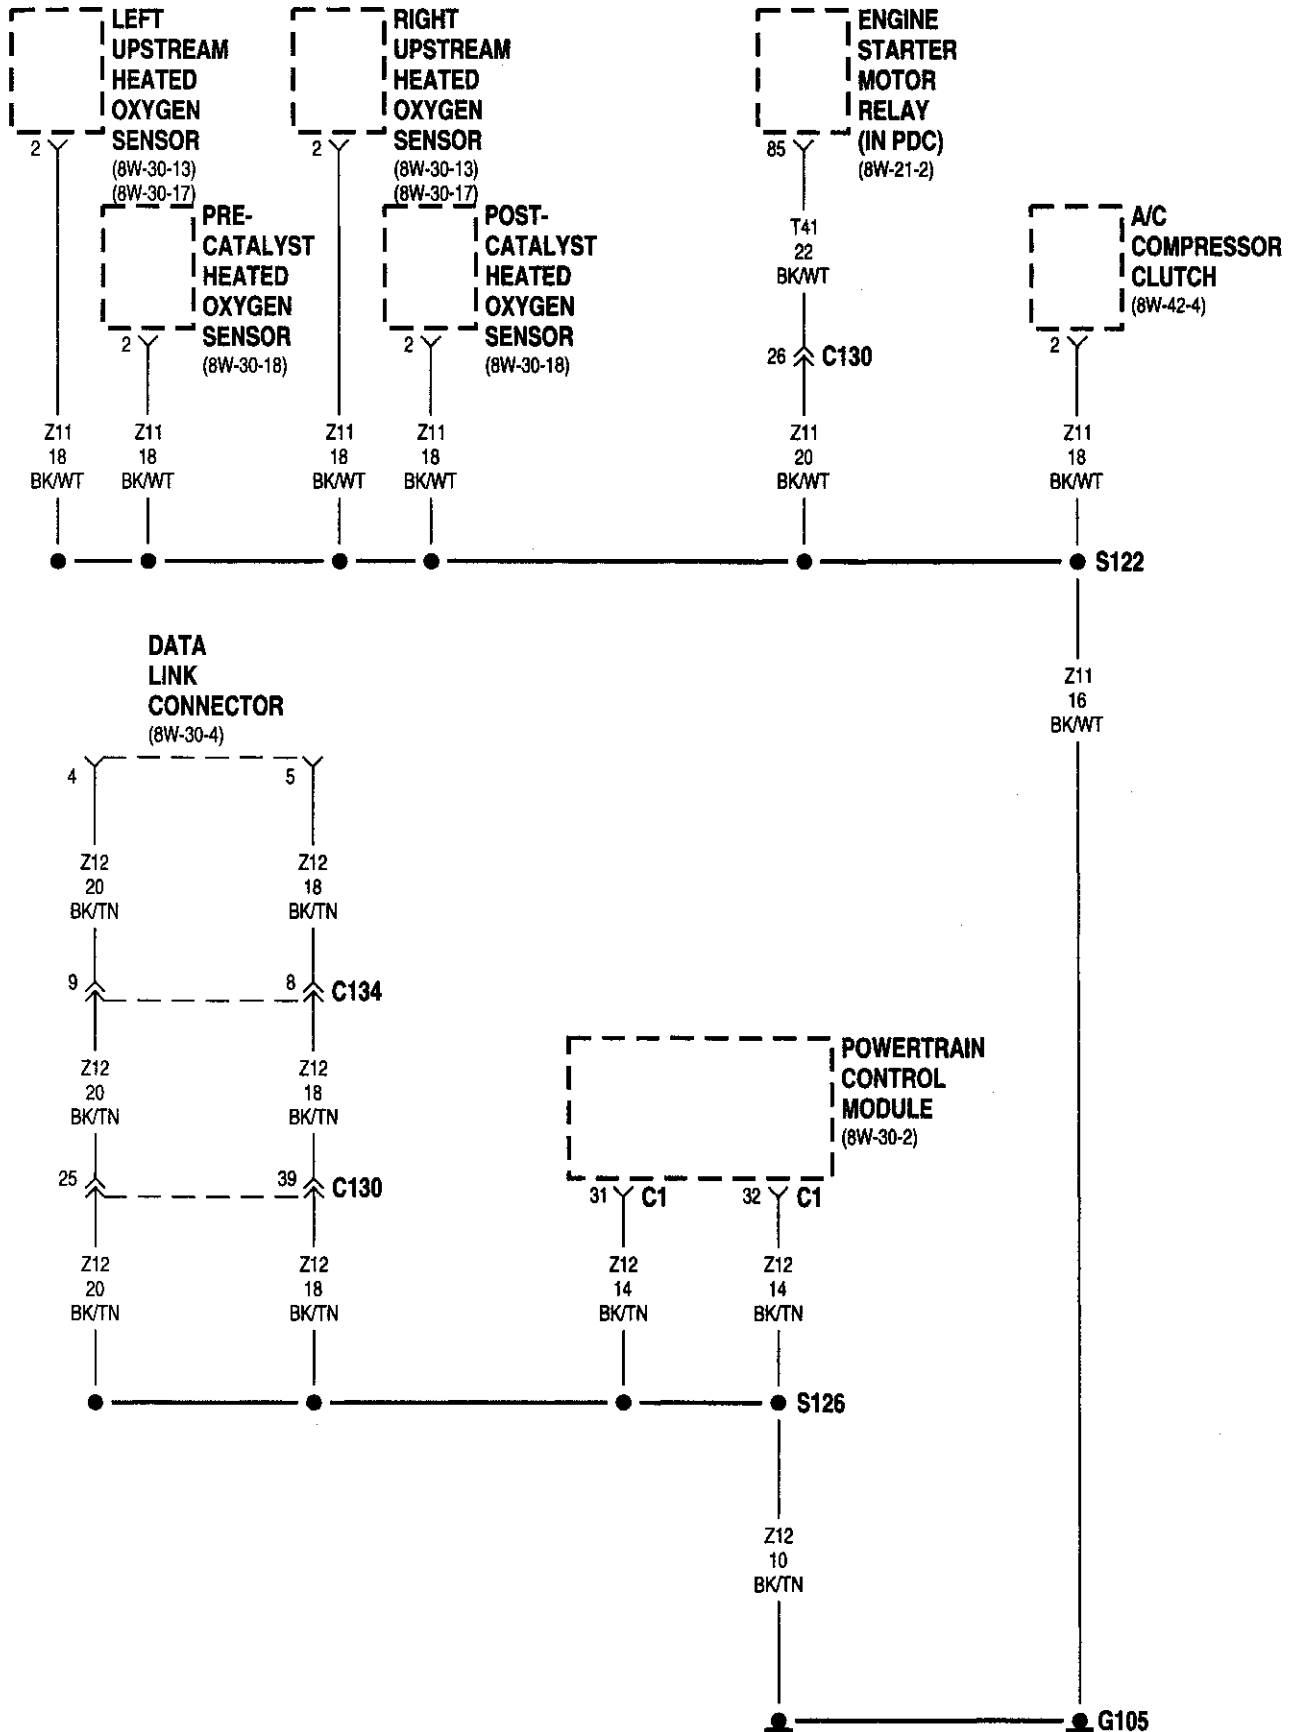 LEFT
UPSTREAM
HEATED
OXYGEN
SENSOR
(8W-30-13)
(8W-30-17)
2
RIGHT
UPSTREAM
HEATED
OXYGEN
SENSOR
(8W-30-13)
(8W-30-17)
2
ENGINE
STARTER
MOTOR
RELAY
(IN PDC)
(8W-21-2)
85
PRE-
CATALYST
HEATED
OXYGEN
SENSOR
(8W-30-18)
2
POST-
CATALYST
HEATED
OXYGEN
SENSOR
(8W-30-18)
2
T41
22
BK/WT
26
C130
A/C
COMPRESSOR
CLUTCH
(8W-42-4)
2
Z11
18
BK/WT
Z11
18
BK/WT
Z11
18
BK/WT
Z11
18
BK/WT
Z11
20
BK/WT
Z11
18
BK/WT
S122
Z11
16
BK/WT
DATA
LINK
CONNECTOR
(8W-30-4)
4
5
Z12
20
BK/TN
Z12
18
BK/TN
9
8
C134
Z12
20
BK/TN
Z12
18
BK/TN
25
39
C130
POWERTRAIN
CONTROL
MODULE
(8W-30-2)
31
C1
32
C1
Z12
20
BK/TN
Z12
18
BK/TN
Z12
14
BK/TN
Z12
14
BK/TN
S126
Z12
10
BK/TN
G105